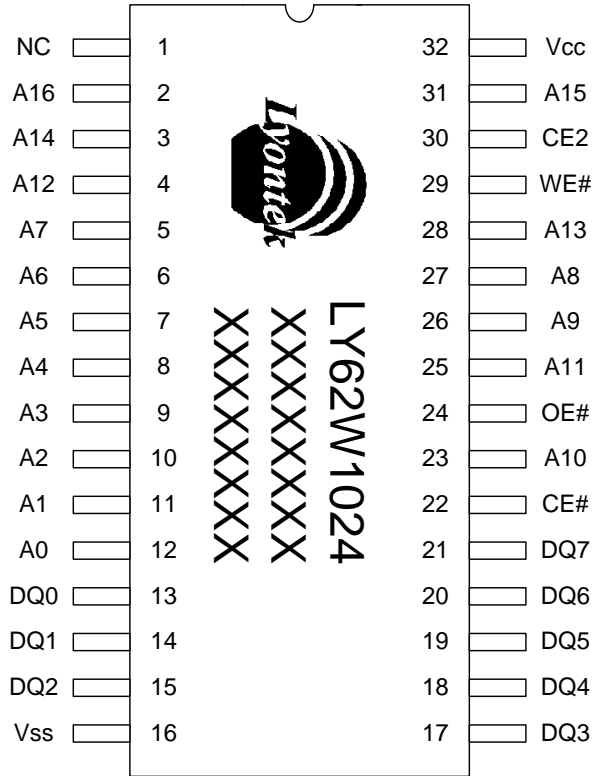 NC 1 32 Vcc
A16 2 31 A15
A14 3 30 CE2
A12 4 29 WE#
A7 5 28 A13
A6 6 27 A8
A5 7 26 A9
A4 8 25 A11
A3 9 24 OE#
A2 10 23 A10
A1 11 22 CE#
A0 12 21 DQ7
DQ0 13 20 DQ6
DQ1 14 19 DQ5
DQ2 15 18 DQ4
Vss 16 17 DQ3
Lyontek
LY62W1024
XXXXXXXX
XXXXXXXX